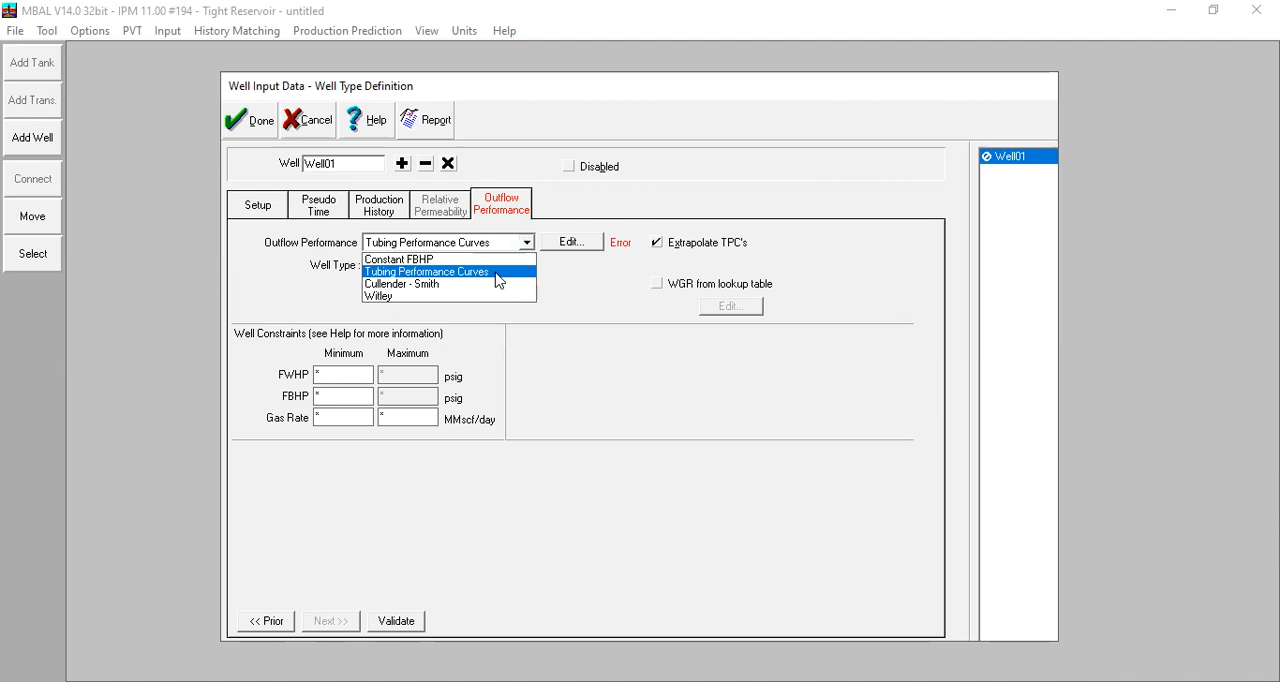 MBAL V14.0 32bit - IPM 11.00 #194 - Tight Reservoir - untitled
File Tool Options PVT Input History Matching Production Prediction View Units Help
Add Tank
Add Trans.
Add Well
Connect
Move
Select
Well Input Data - Well Type Definition
Done Cancel Help Report
Well Well01 Disabled
Well01
Setup Pseudo Time Production History Relative Permeability Outflow Performance
Outflow Performance Tubing Performance Curves Edit... Error Extrapolate TPC's
Constant FBHP
Well Type :
Tubing Performance Curves
Cullender - Smith WGR from lookup table
Witley
Edit...
Well Constraints (see Help for more information)
Minimum Maximum
FWHP * * psig
FBHP * * psig
Gas Rate * * MMscf/day
<< Prior Next >> Validate